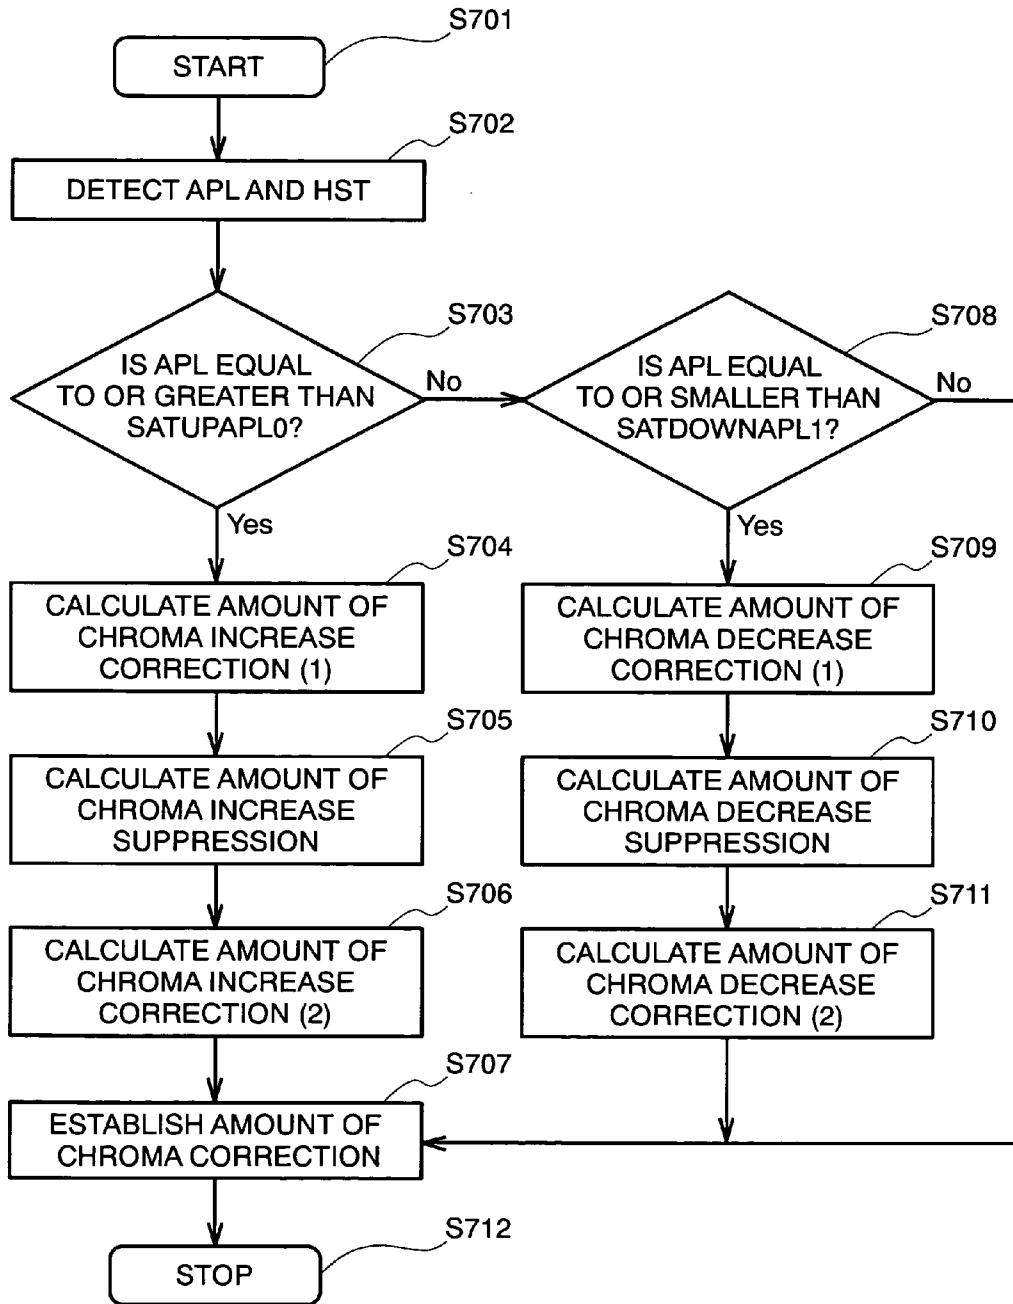 S701
START
S702
DETECT APL AND HST
S703
IS APL EQUAL
TO OR GREATER THAN
SATUPAPL0?
No
Yes
S708
IS APL EQUAL
TO OR SMALLER THAN
SATDOWNAPL1?
No
Yes
S704
CALCULATE AMOUNT OF
CHROMA INCREASE
CORRECTION (1)
S709
CALCULATE AMOUNT OF
CHROMA DECREASE
CORRECTION (1)
S705
CALCULATE AMOUNT OF
CHROMA INCREASE
SUPPRESSION
S710
CALCULATE AMOUNT OF
CHROMA DECREASE
SUPPRESSION
S706
CALCULATE AMOUNT OF
CHROMA INCREASE
CORRECTION (2)
S711
CALCULATE AMOUNT OF
CHROMA DECREASE
CORRECTION (2)
S707
ESTABLISH AMOUNT OF
CHROMA CORRECTION
S712
STOP